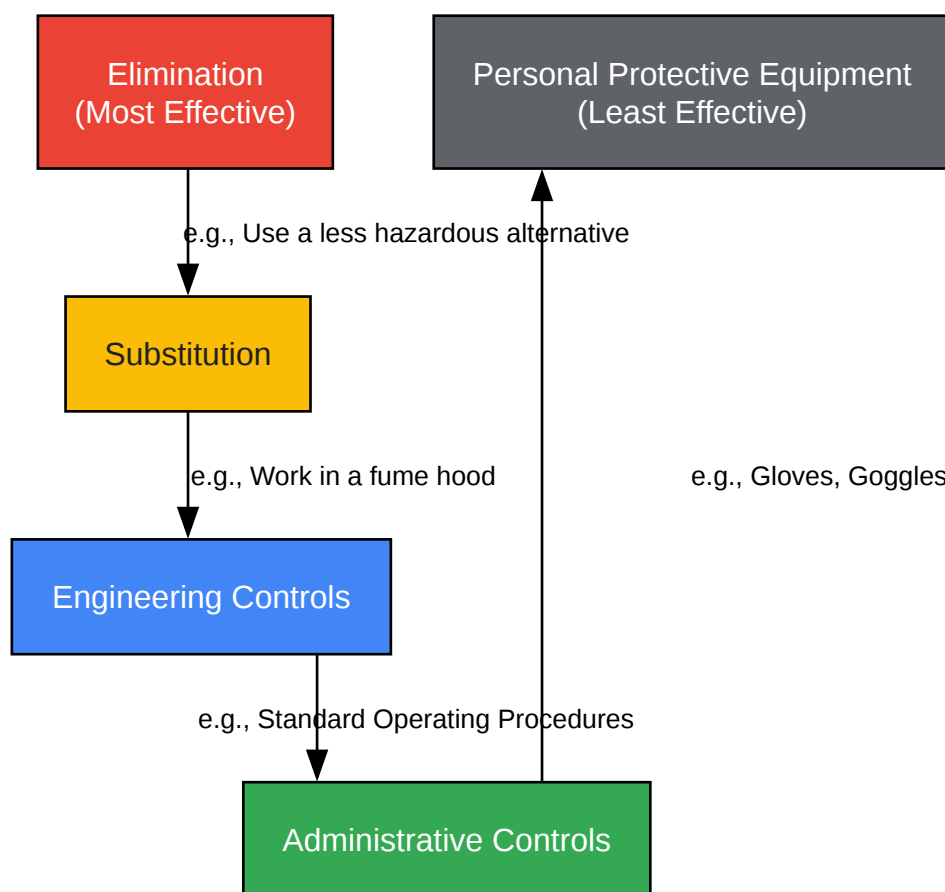 Elimination
(Most Effective)
Personal Protective Equipment
(Least Effective)
e.g., Use a less hazardous alternative
Substitution
e.g., Work in a fume hood
e.g., Gloves, Goggles
Engineering Controls
e.g., Standard Operating Procedures
Administrative Controls